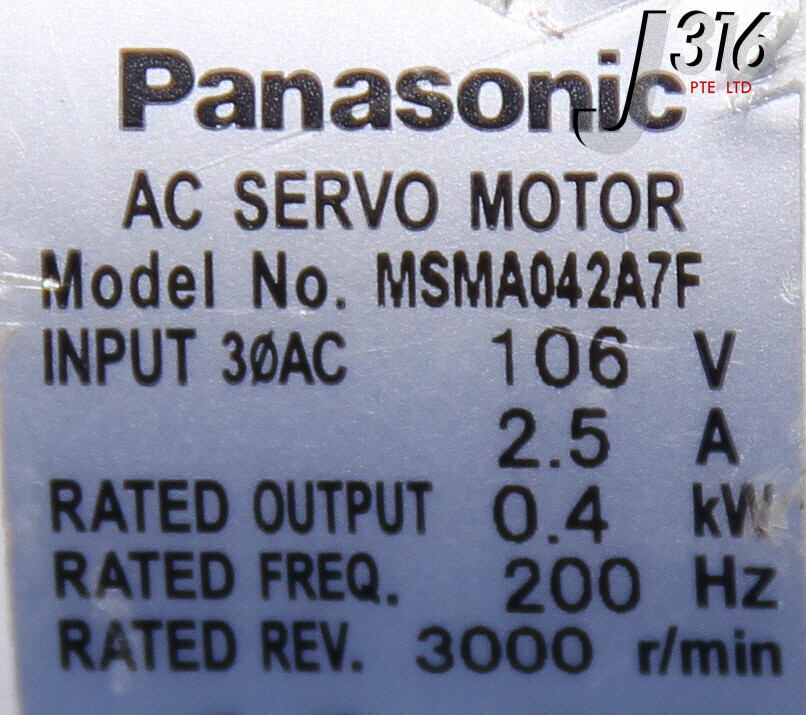 J316
PTE LTD
Panasonic
AC SERVO MOTOR
Model No. MSMA042A7F
INPUT 3ØAC 106 V
2.5 A
RATED OUTPUT 0.4 kW
RATED FREQ. 200 Hz
RATED REV. 3000 r/min